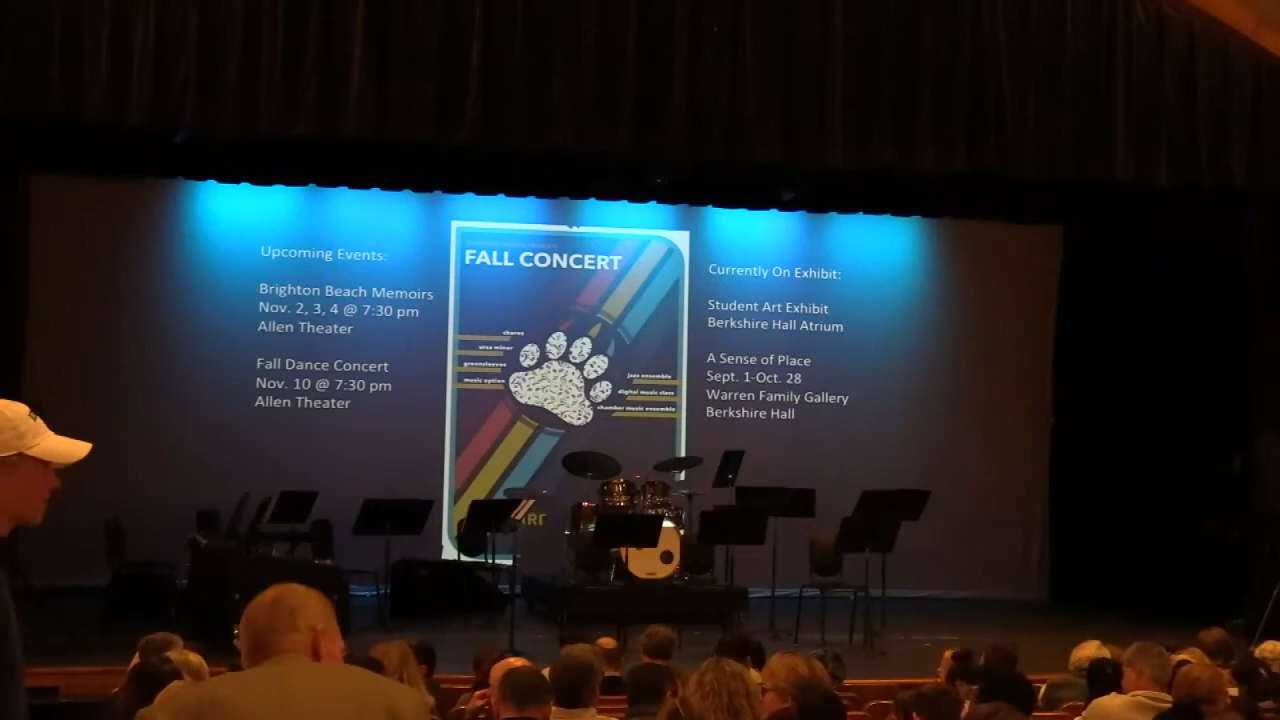 Upcoming Events:
Brighton Beach Memoirs
Nov. 2, 3, 4 @ 7:30 pm
Allen Theater
Fall Dance Concert
Nov. 10 @ 7:30 pm
Allen Theater
FALL CONCERT
chorus
ursa minor
greensleeves
music option
jazz ensemble
digital music class
chamber music ensemble
Currently On Exhibit:
Student Art Exhibit
Berkshire Hall Atrium
A Sense of Place
Sept. 1-Oct. 28
Warren Family Gallery
Berkshire Hall